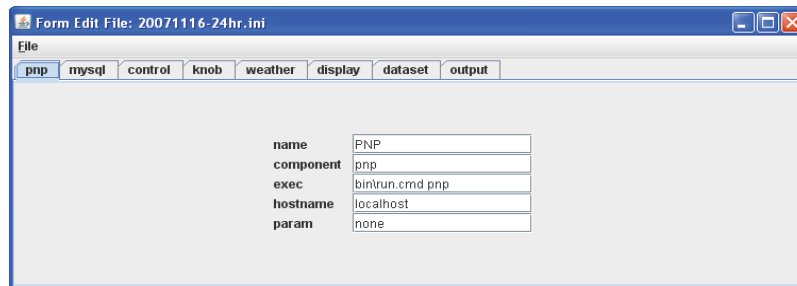 Form Edit File: 20071116-24hr.ini
File
pnp mysql control knob weather display dataset output
name PNP
component pnp
exec bin\run.cmd pnp
hostname localhost
param none